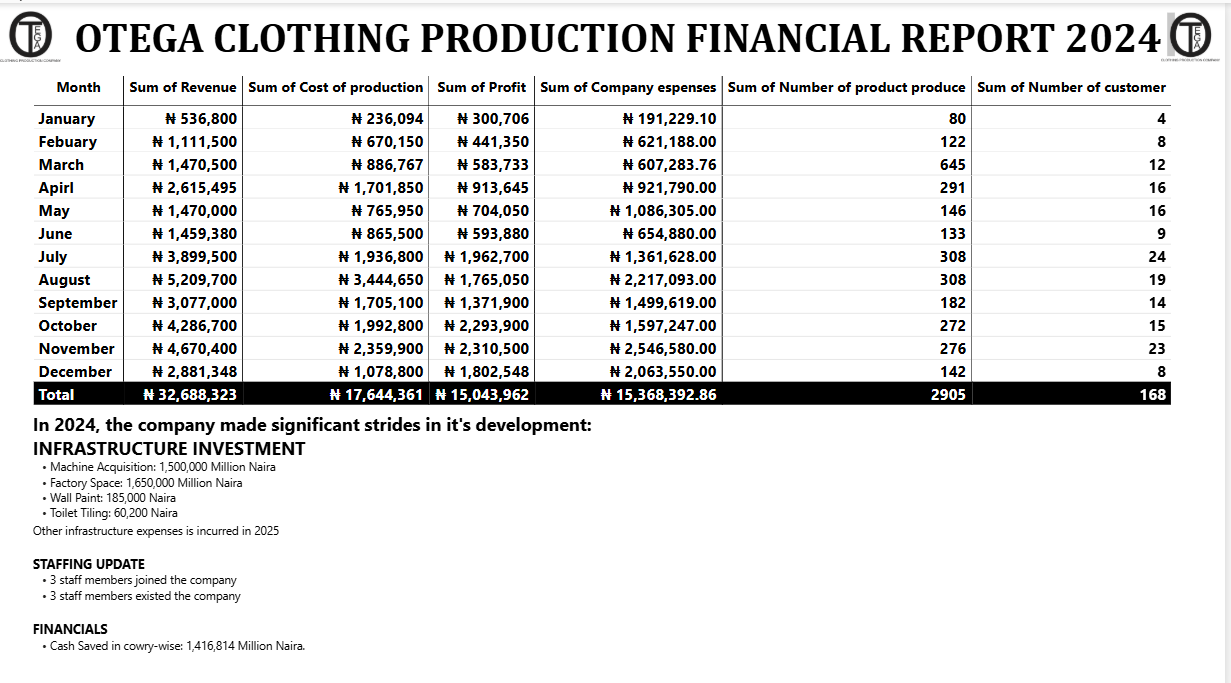 OTEGA CLOTHING PRODUCTION FINANCIAL REPORT 2024
Month Sum of Revenue Sum of Cost of production Sum of Profit Sum of Company espenses Sum of Number of product produce Sum of Number of customer
January ₦ 536,800 ₦ 236,094 ₦ 300,706 ₦ 191,229.10 80 4
Febuary ₦ 1,111,500 ₦ 670,150 ₦ 441,350 ₦ 621,188.00 122 8
March ₦ 1,470,500 ₦ 886,767 ₦ 583,733 ₦ 607,283.76 645 12
Apirl ₦ 2,615,495 ₦ 1,701,850 ₦ 913,645 ₦ 921,790.00 291 16
May ₦ 1,470,000 ₦ 765,950 ₦ 704,050 ₦ 1,086,305.00 146 16
June ₦ 1,459,380 ₦ 865,500 ₦ 593,880 ₦ 654,880.00 133 9
July ₦ 3,899,500 ₦ 1,936,800 ₦ 1,962,700 ₦ 1,361,628.00 308 24
August ₦ 5,209,700 ₦ 3,444,650 ₦ 1,765,050 ₦ 2,217,093.00 308 19
September ₦ 3,077,000 ₦ 1,705,100 ₦ 1,371,900 ₦ 1,499,619.00 182 14
October ₦ 4,286,700 ₦ 1,992,800 ₦ 2,293,900 ₦ 1,597,247.00 272 15
November ₦ 4,670,400 ₦ 2,359,900 ₦ 2,310,500 ₦ 2,546,580.00 276 23
December ₦ 2,881,348 ₦ 1,078,800 ₦ 1,802,548 ₦ 2,063,550.00 142 8
Total ₦ 32,688,323 ₦ 17,644,361 ₦ 15,043,962 ₦ 15,368,392.86 2905 168
In 2024, the company made significant strides in it's development:
INFRASTRUCTURE INVESTMENT
• Machine Acquisition: 1,500,000 Million Naira
• Factory Space: 1,650,000 Million Naira
• Wall Paint: 185,000 Naira
• Toilet Tiling: 60,200 Naira
Other infrastructure expenses is incurred in 2025
STAFFING UPDATE
• 3 staff members joined the company
• 3 staff members existed the company
FINANCIALS
• Cash Saved in cowry-wise: 1,416,814 Million Naira.